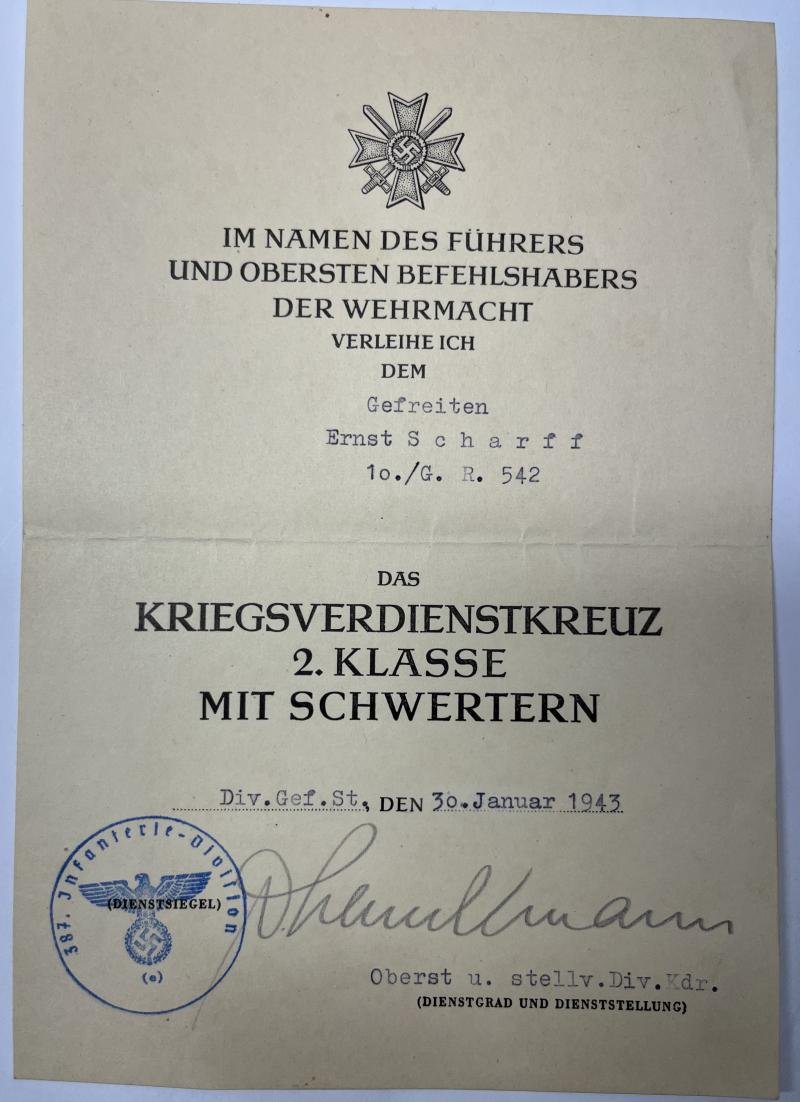 IM NAMEN DES FÜHRERS
UND OBERSTEN BEFEHLSHABERS
DER WEHRMACHT
VERLEIHE ICH
DEM
Gefreiten
Ernst S c h a r f f
1o./G. R. 542
DAS
KRIEGSVERDIENSTKREUZ
2. KLASSE
MIT SCHWERTERN
Div.Gef.St., DEN 3o.Januar 1943
387. Infanterie-Division
(DIENSTSIEGEL)
(e)
Oberst u. stellv.Div.Kdr.
(DIENSTGRAD UND DIENSTSTELLUNG)